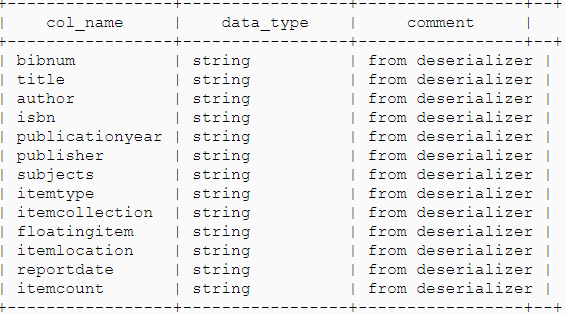 +------------------+------------------+------------------+--+
|     col_name     |    data_type     |     comment      |
+------------------+------------------+------------------+--+
| bibnum           | string           | from deserializer |
| title            | string           | from deserializer |
| author           | string           | from deserializer |
| isbn             | string           | from deserializer |
| publicationyear  | string           | from deserializer |
| publisher        | string           | from deserializer |
| subjects         | string           | from deserializer |
| itemtype         | string           | from deserializer |
| itemcollection   | string           | from deserializer |
| floatingitem     | string           | from deserializer |
| itemlocation     | string           | from deserializer |
| reportdate       | string           | from deserializer |
| itemcount        | string           | from deserializer |
+------------------+------------------+------------------+--+